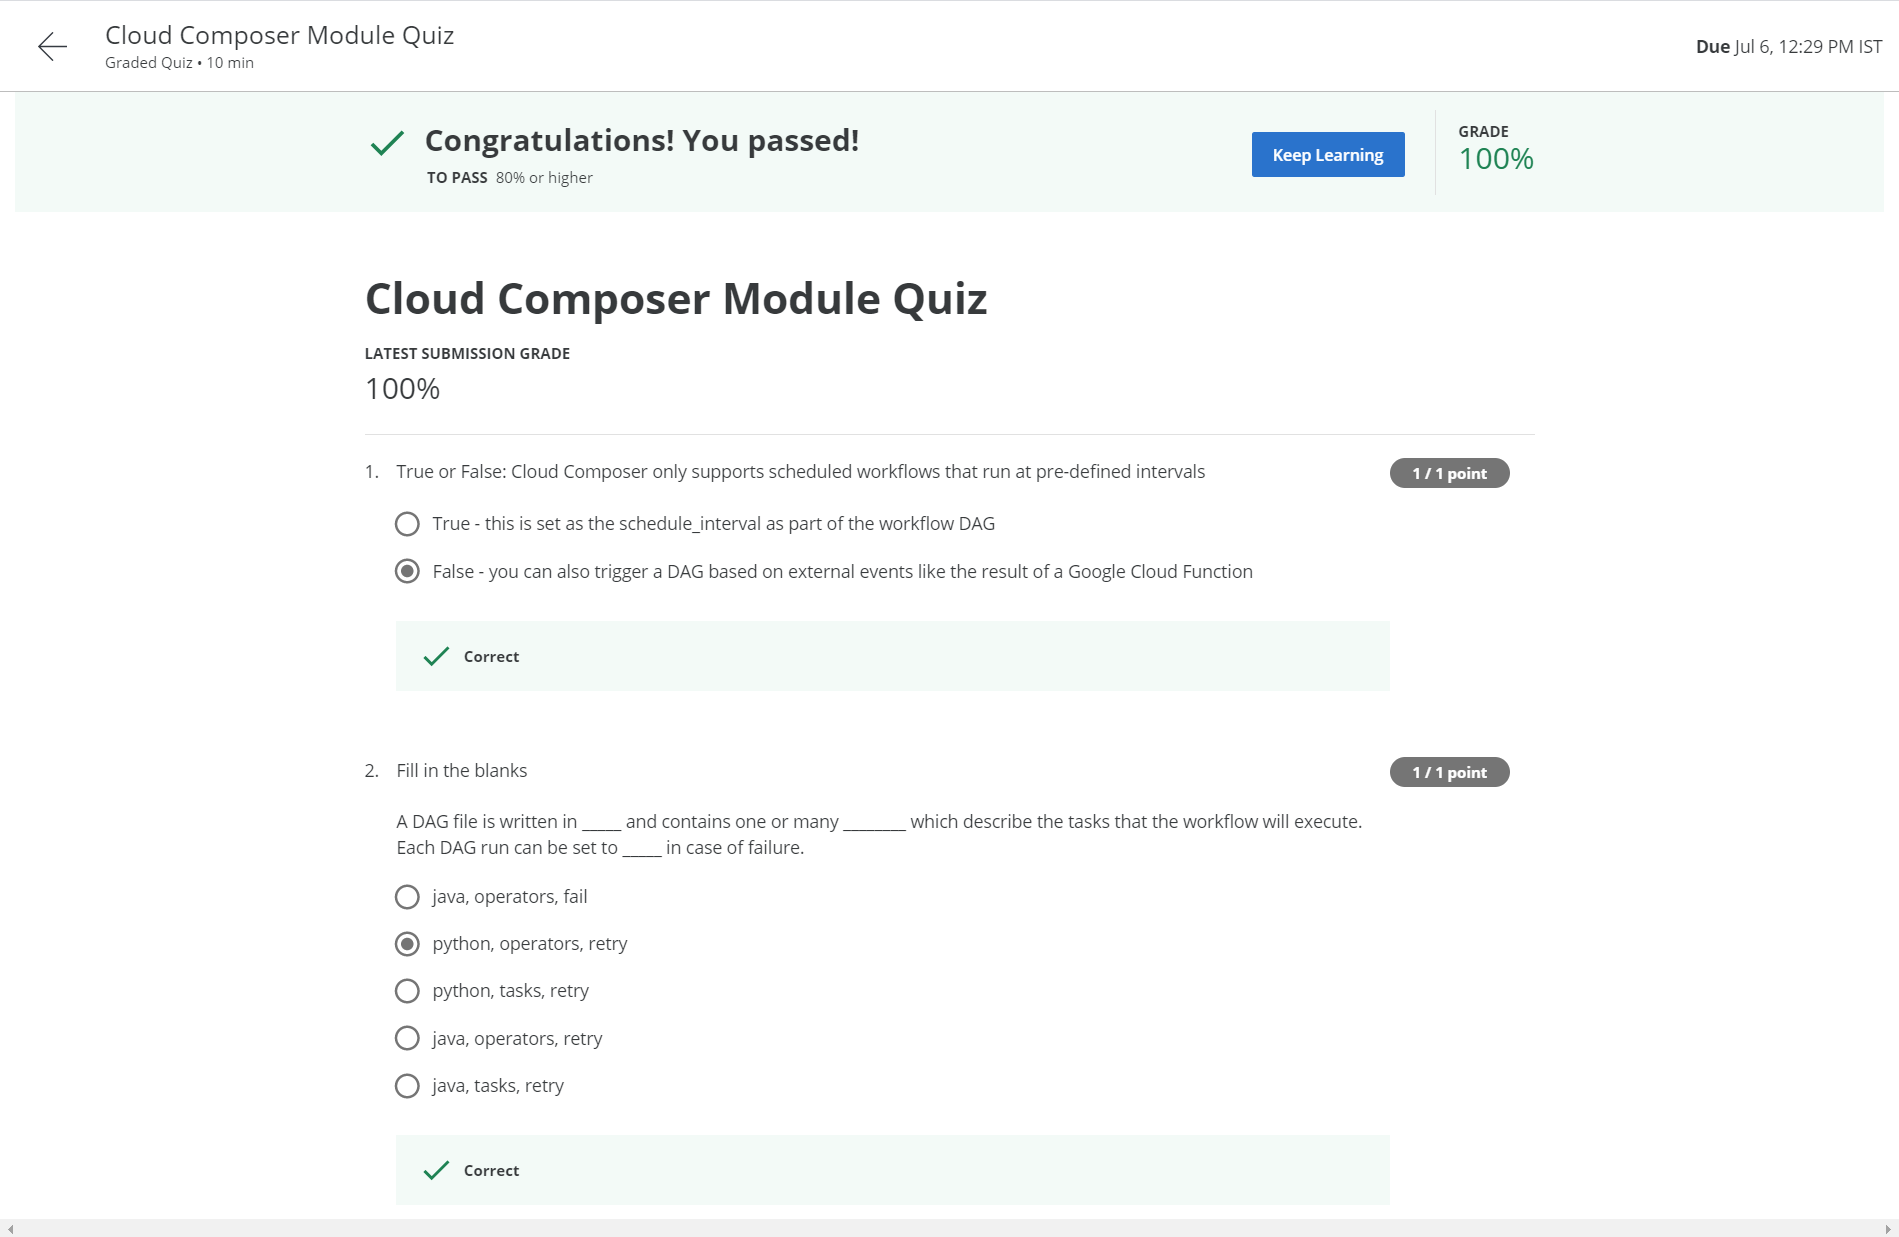 Cloud Composer Module Quiz
Graded Quiz • 10 min
Due Jul 6, 12:29 PM IST
Congratulations! You passed!
TO PASS 80% or higher
Keep Learning
GRADE
100%
Cloud Composer Module Quiz
LATEST SUBMISSION GRADE
100%
1. True or False: Cloud Composer only supports scheduled workflows that run at pre-defined intervals
1 / 1 point
True - this is set as the schedule_interval as part of the workflow DAG
False - you can also trigger a DAG based on external events like the result of a Google Cloud Function
Correct
2. Fill in the blanks
1 / 1 point
A DAG file is written in _____ and contains one or many ________ which describe the tasks that the workflow will execute.
Each DAG run can be set to _____ in case of failure.
java, operators, fail
python, operators, retry
python, tasks, retry
java, operators, retry
java, tasks, retry
Correct